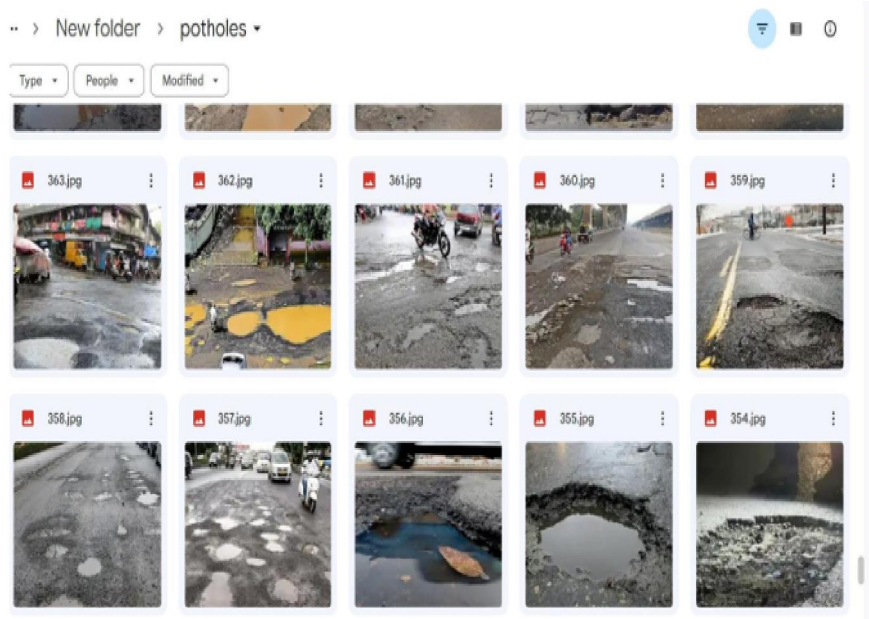 New folder > potholes
Type People Modified
363.jpg 362.jpg 361.jpg 360.jpg 359.jpg
358.jpg 357.jpg 356.jpg 355.jpg 354.jpg